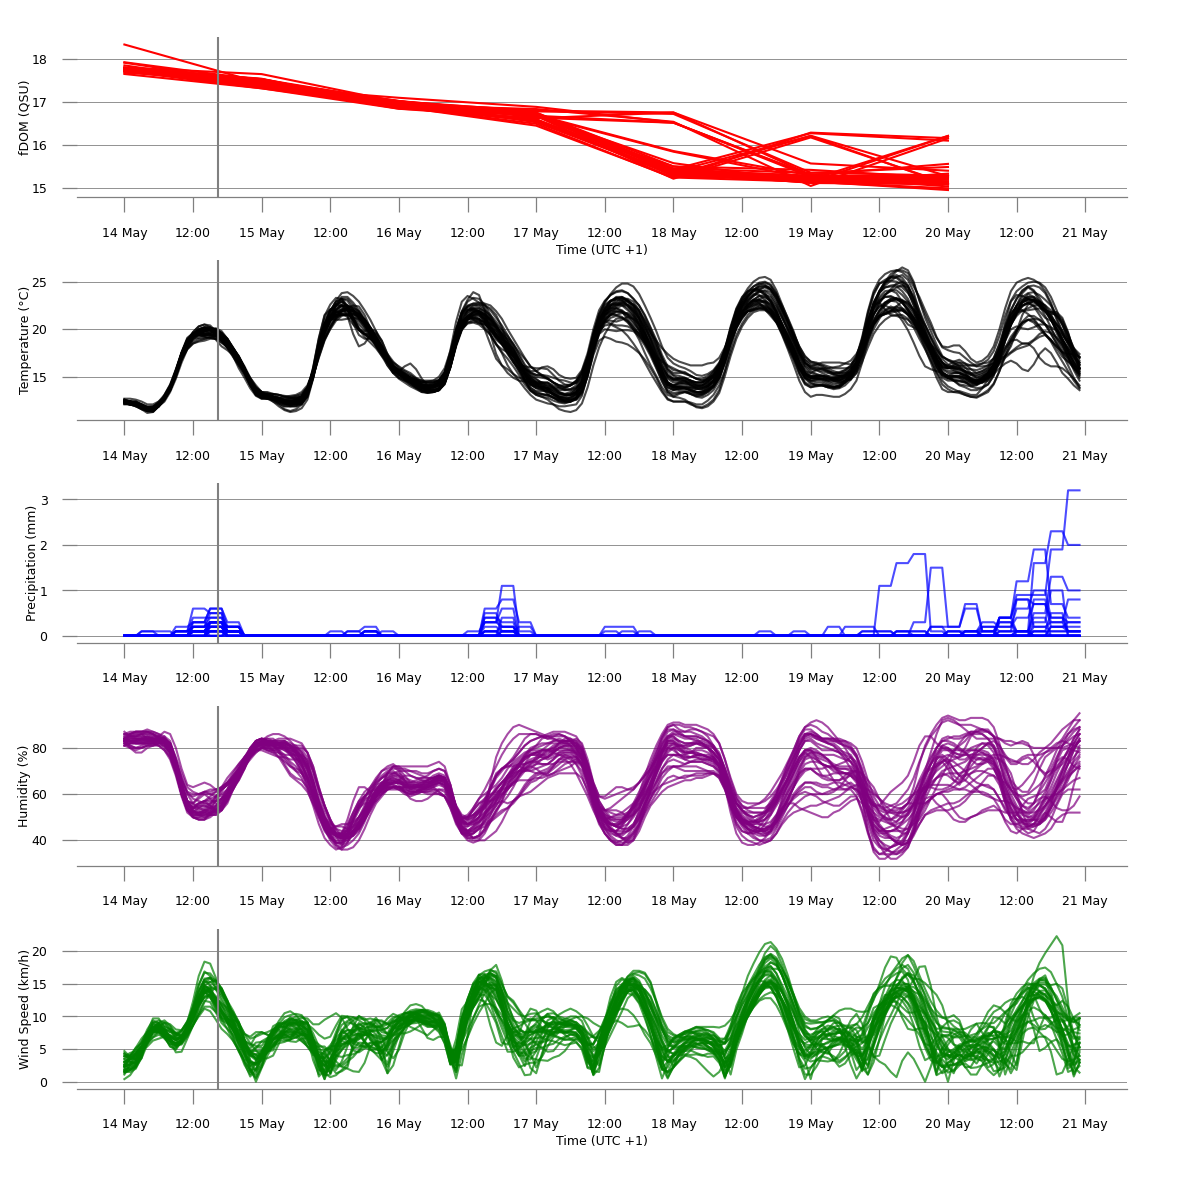 fDOM (QSU)
18
17
16
15
14 May 12:00 15 May 12:00 16 May 12:00 17 May 12:00 18 May 12:00 19 May 12:00 20 May 12:00 21 May
Time (UTC +1)
Temperature (°C)
25
20
15
14 May 12:00 15 May 12:00 16 May 12:00 17 May 12:00 18 May 12:00 19 May 12:00 20 May 12:00 21 May
Precipitation (mm)
3
2
1
0
14 May 12:00 15 May 12:00 16 May 12:00 17 May 12:00 18 May 12:00 19 May 12:00 20 May 12:00 21 May
Humidity (%)
80
60
40
14 May 12:00 15 May 12:00 16 May 12:00 17 May 12:00 18 May 12:00 19 May 12:00 20 May 12:00 21 May
Wind Speed (km/h)
20
15
10
5
0
14 May 12:00 15 May 12:00 16 May 12:00 17 May 12:00 18 May 12:00 19 May 12:00 20 May 12:00 21 May
Time (UTC +1)